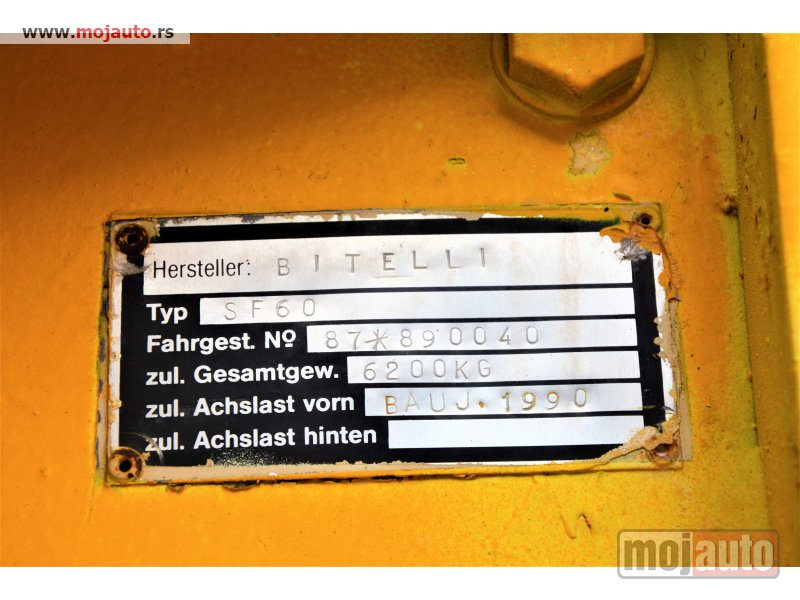 www.mojauto.rs
Hersteller: BITELLI
Typ SF60
Fahrgest. Nº 87*890040
zul. Gesamtgew. 6200KG
zul. Achslast vorn BAUJ. 1990
zul. Achslast hinten
mojauto